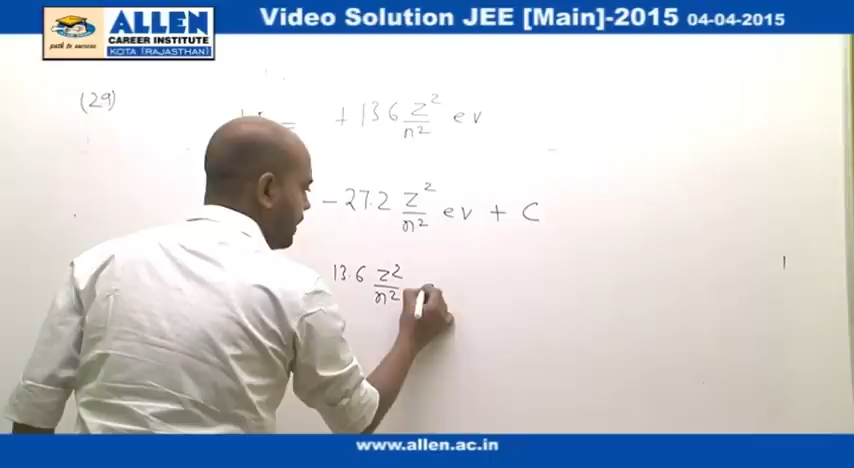 Video Solution JEE [Main]-2015 04-04-2015
path to success
ALLEN
CAREER INSTITUTE
KOTA (RAJASTHAN)
(29)
= + 13.6 Z²/n² ev
- 27.2 Z²/n² ev + C
13.6 Z²/n²
www.allen.ac.in